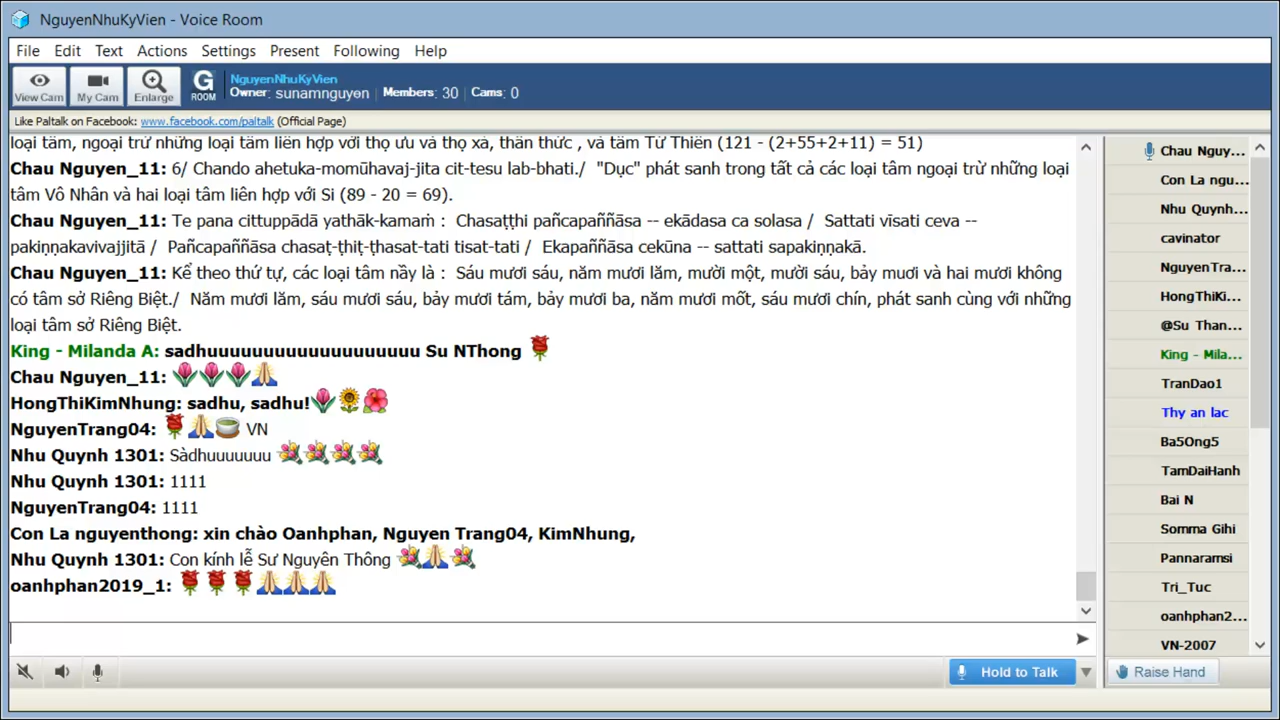 NguyenNhuKyVien - Voice Room
File Edit Text Actions Settings Present Following Help
View Cam My Cam Enlarge G ROOM NguyenNhuKyVien
Owner: sunamnguyen Members: 30 Cams: 0
Like Paltalk on Facebook: www.facebook.com/paltalk (Official Page)
loại tâm, ngoại trừ những loại tâm liên hợp với thọ ưu và thọ xả, thân thức , và tâm Tứ Thiền (121 - (2+55+2+11) = 51)
Chau Nguyen_11: 6/ Chando ahetuka-momūhavaj-jita cit-tesu lab-bhati./ "Dục" phát sanh trong tất cả các loại tâm ngoại trừ những loại
tâm Vô Nhân và hai loại tâm liên hợp với Si (89 - 20 = 69).
Chau Nguyen_11: Te pana cittuppādā yathāk-kamaṁ : Chasaṭṭhi pañcapaññāsa -- ekādasa ca solasa / Sattati vīsati ceva --
pakiṇṇakavivajjitā / Pañcapaññāsa chasaṭ-ṭhiṭ-ṭhasat-tati tisat-tati / Ekapaññāsa cekūna -- sattati sapakiṇṇakā.
Chau Nguyen_11: Kể theo thứ tự, các loại tâm nầy là : Sáu mươi sáu, năm mươi lăm, mười một, mười sáu, bảy mươi và hai mươi không
có tâm sở Riêng Biệt./ Năm mươi lăm, sáu mươi sáu, bảy mươi tám, bảy mươi ba, năm mươi mốt, sáu mươi chín, phát sanh cùng với những
loại tâm sở Riêng Biệt.
King - Milanda A: sadhuuuuuuuuuuuuuuuuuuu Su NThong
Chau Nguyen_11:
HongThiKimNhung: sadhu, sadhu!
NguyenTrang04: VN
Nhu Quynh 1301: Sàdhuuuuuuu
Nhu Quynh 1301: 1111
NguyenTrang04: 1111
Con La nguyenthong: xin chào Oanhphan, Nguyen Trang04, KimNhung,
Nhu Quynh 1301: Con kính lễ Sư Nguyên Thông
oanhphan2019_1:
Hold to Talk
Chau Nguy...
Con La ngu...
Nhu Quynh...
cavinator
NguyenTra...
HongThiKi...
@Su Than...
King - Mila...
TranDao1
Thy an lac
Ba5Ong5
TamDaiHanh
Bai N
Somma Gihi
Pannaramsi
Tri_Tuc
oanhphan2...
VN-2007
Raise Hand